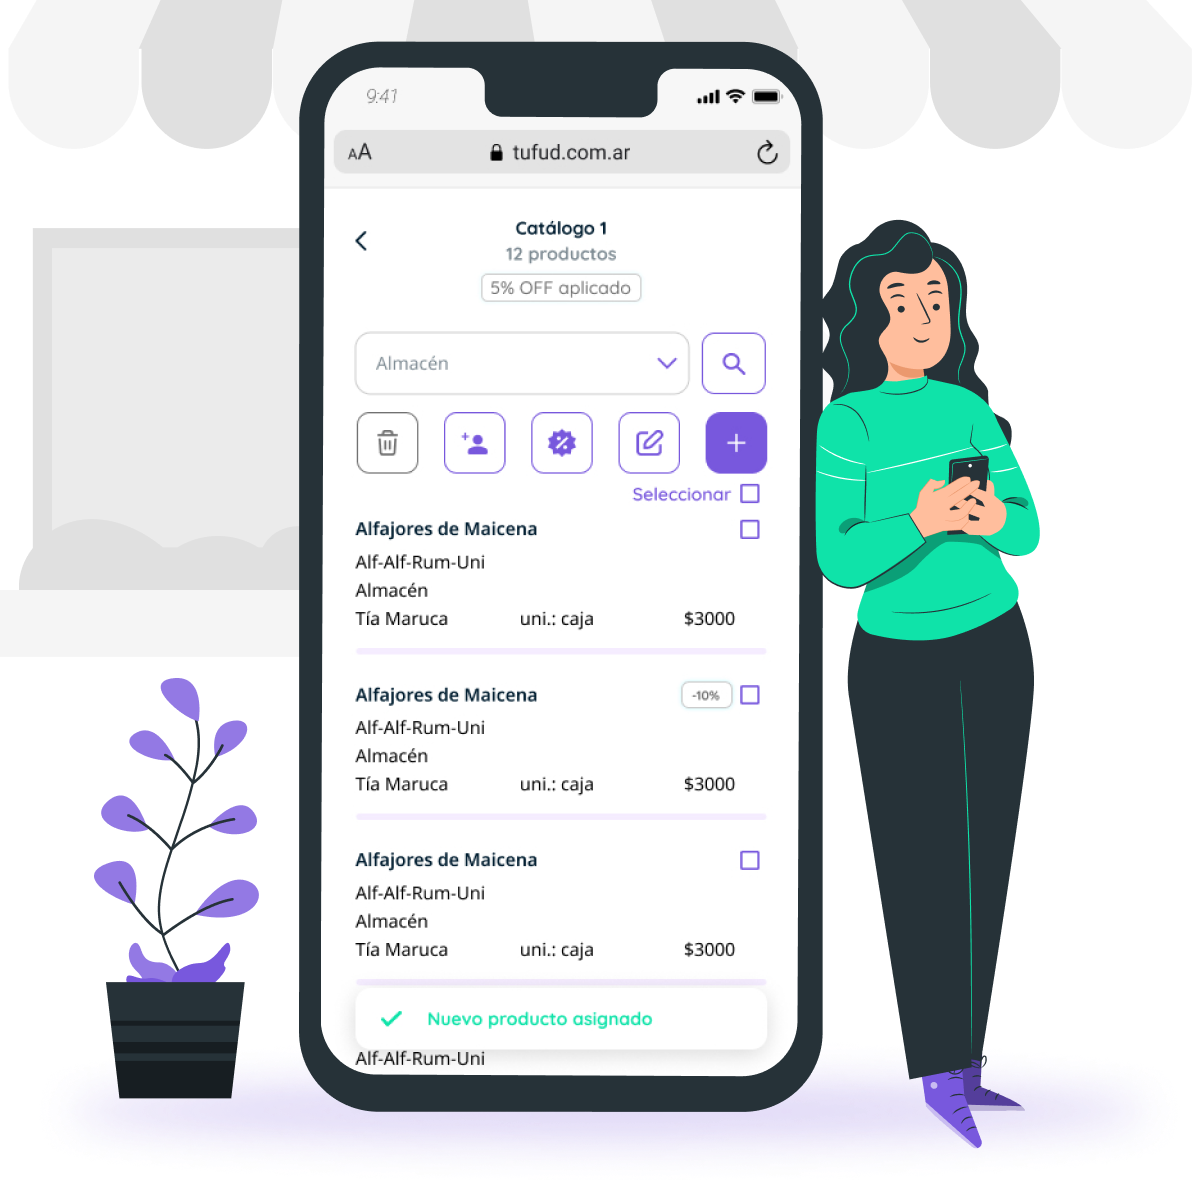 9:41
AA
tufud.com.ar
Catálogo 1
12 productos
5% OFF aplicado
Almacén
Seleccionar
Alfajores de Maicena
Alf-Alf-Rum-Uni
Almacén
Tía Maruca uni.: caja $3000
Alfajores de Maicena -10%
Alf-Alf-Rum-Uni
Almacén
Tía Maruca uni.: caja $3000
Alfajores de Maicena
Alf-Alf-Rum-Uni
Almacén
Tía Maruca uni.: caja $3000
Nuevo producto asignado
Alf-Alf-Rum-Uni